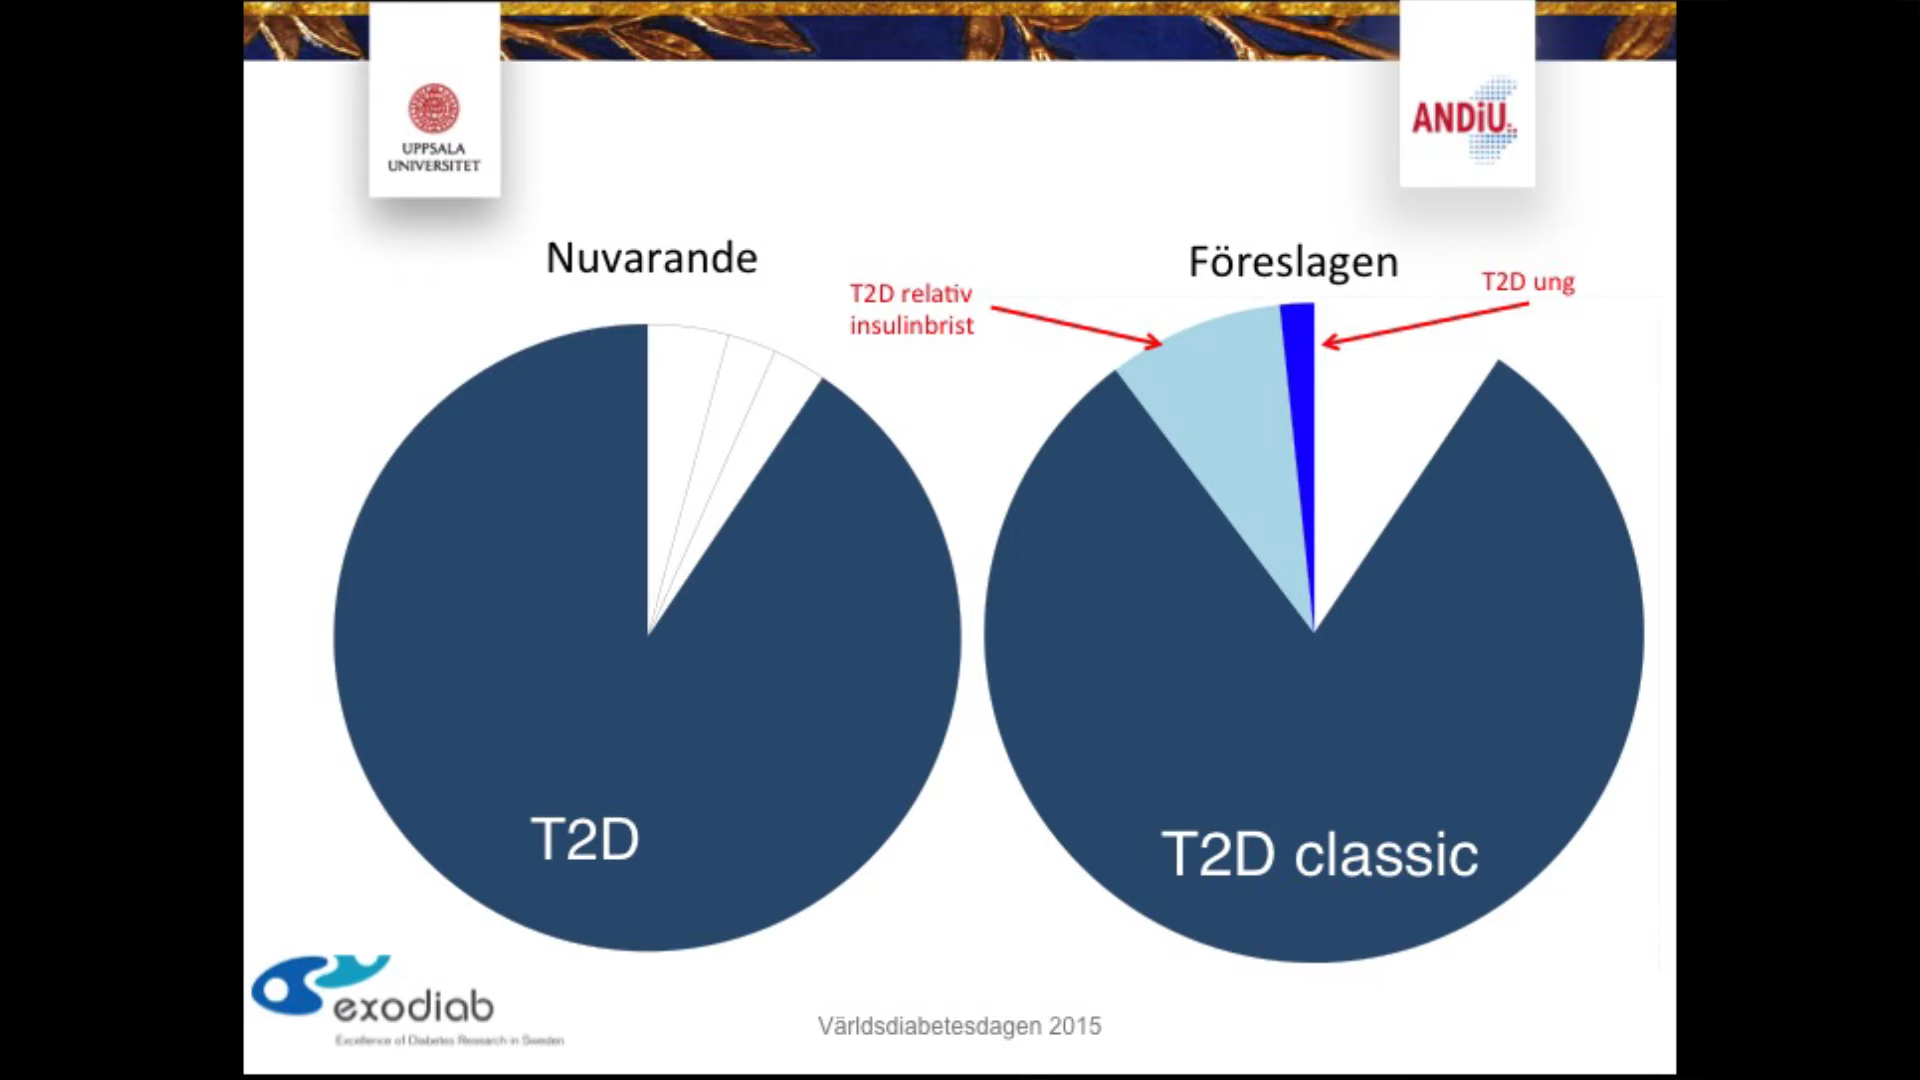 UPPSALA
UNIVERSITET
ANDiU
Nuvarande
Föreslagen
T2D relativ
insulinbrist
T2D ung
T2D
T2D classic
exodiab
Excellence of Diabetes Research in Sweden
Världsdiabetesdagen 2015